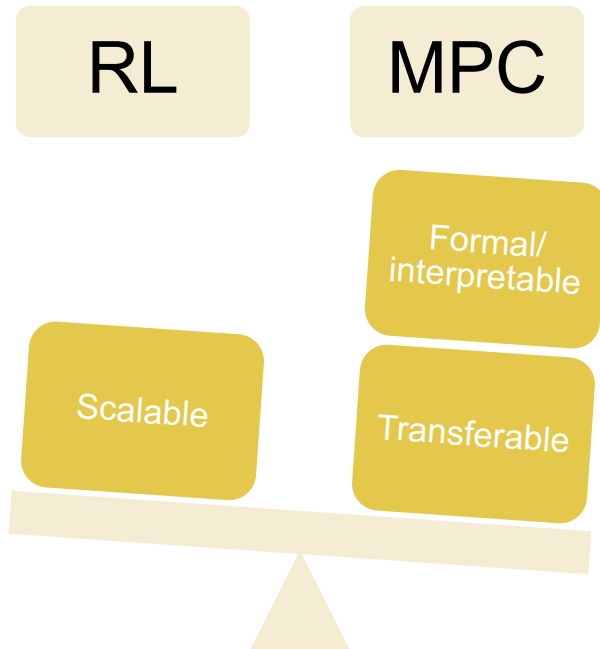 RL
MPC
Formal/
interpretable
Scalable
Transferable